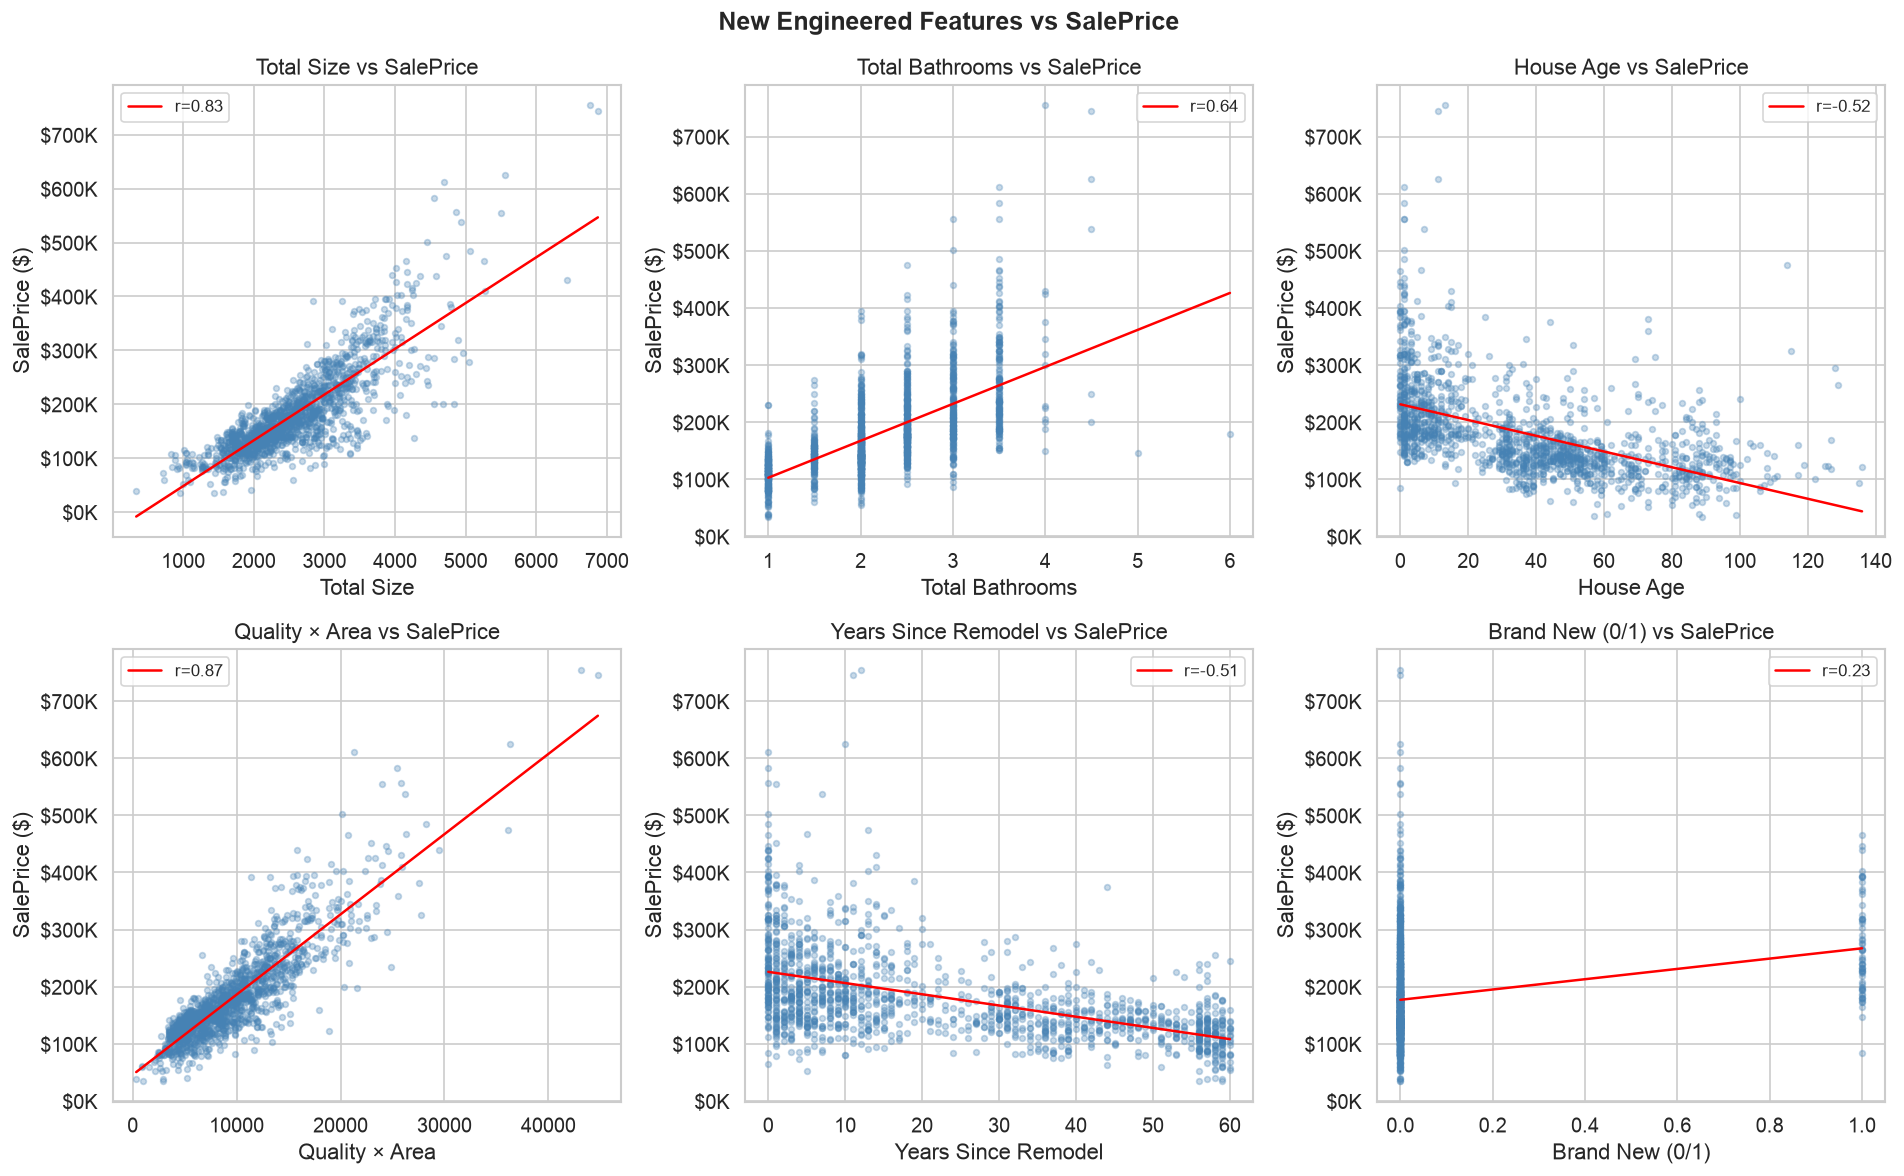 New Engineered Features vs SalePrice
Total Size vs SalePrice
r=0.83
SalePrice ($)
$700K
$600K
$500K
$400K
$300K
$200K
$100K
$0K
1000 2000 3000 4000 5000 6000 7000
Total Size
Total Bathrooms vs SalePrice
r=0.64
SalePrice ($)
$700K
$600K
$500K
$400K
$300K
$200K
$100K
$0K
1 2 3 4 5 6
Total Bathrooms
House Age vs SalePrice
r=-0.52
SalePrice ($)
$700K
$600K
$500K
$400K
$300K
$200K
$100K
$0K
0 20 40 60 80 100 120 140
House Age
Quality × Area vs SalePrice
r=0.87
SalePrice ($)
$700K
$600K
$500K
$400K
$300K
$200K
$100K
$0K
0 10000 20000 30000 40000
Quality × Area
Years Since Remodel vs SalePrice
r=-0.51
SalePrice ($)
$700K
$600K
$500K
$400K
$300K
$200K
$100K
$0K
0 10 20 30 40 50 60
Years Since Remodel
Brand New (0/1) vs SalePrice
r=0.23
SalePrice ($)
$700K
$600K
$500K
$400K
$300K
$200K
$100K
$0K
0.0 0.2 0.4 0.6 0.8 1.0
Brand New (0/1)